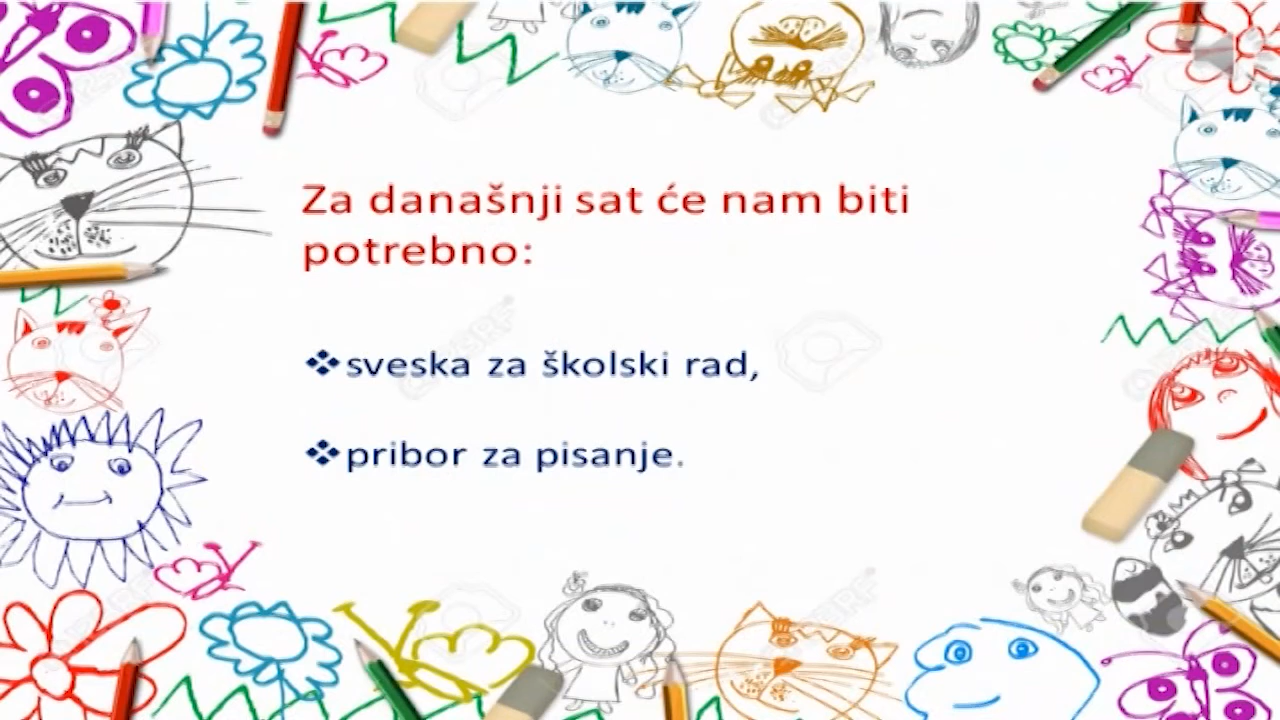 Za današnji sat će nam biti
potrebno:
❖sveska za školski rad,
❖pribor za pisanje.